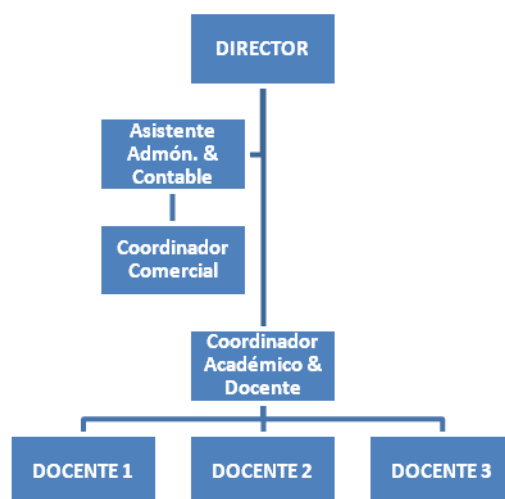 DIRECTOR
Asistente
Admón. &
Contable
Coordinador
Comercial
Coordinador
Académico &
Docente
DOCENTE 1
DOCENTE 2
DOCENTE 3